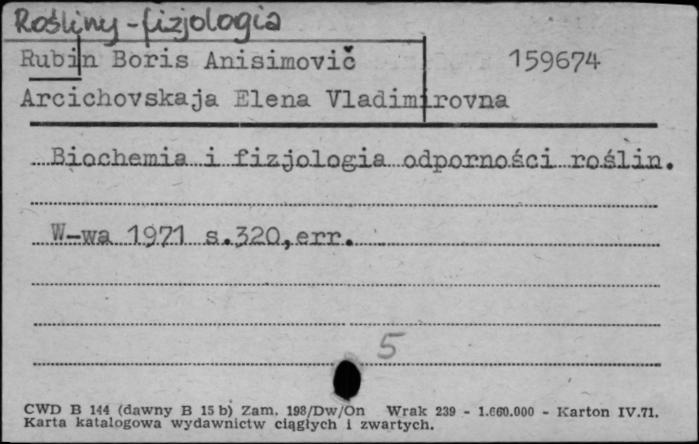 Rośliny - fizjologia
Rubin Boris Anisimovič 159674
Arcichovskaja Elena Vladimirovna
Biochemia i fizjologia odporności roślin.
W-wa 1971 s.320,err.
5
CWD B 144 (dawny B 15 b) Zam. 198/Dw/On Wrak 239 - 1.660.000 - Karton IV.71.
Karta katalogowa wydawnictw ciągłych i zwartych.